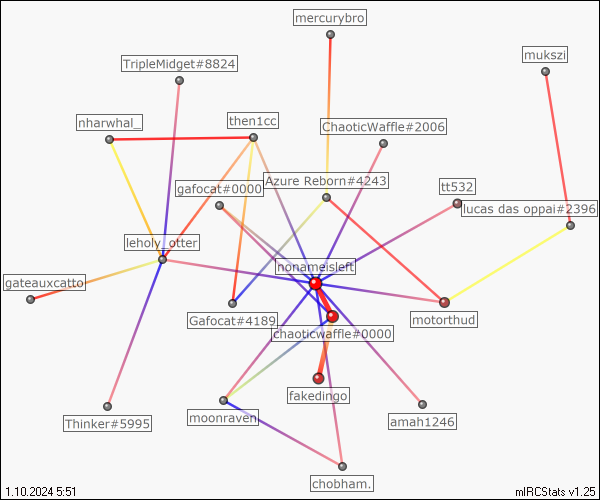 mercurybro
mukszi
TripleMidget#8824
nharwhal_
then1cc
ChaoticWaffle#2006
gafocat#0000
Azure Reborn#4243
tt532
lucas das oppai#2396
leholy_otter
nonameisleft
gateauxcatto
Gafocat#4189
chaoticwaffle#0000
motorthud
fakedingo
Thinker#5995
moonraven
amah1246
chobham.
1.10.2024 5:51
mIRCStats v1.25